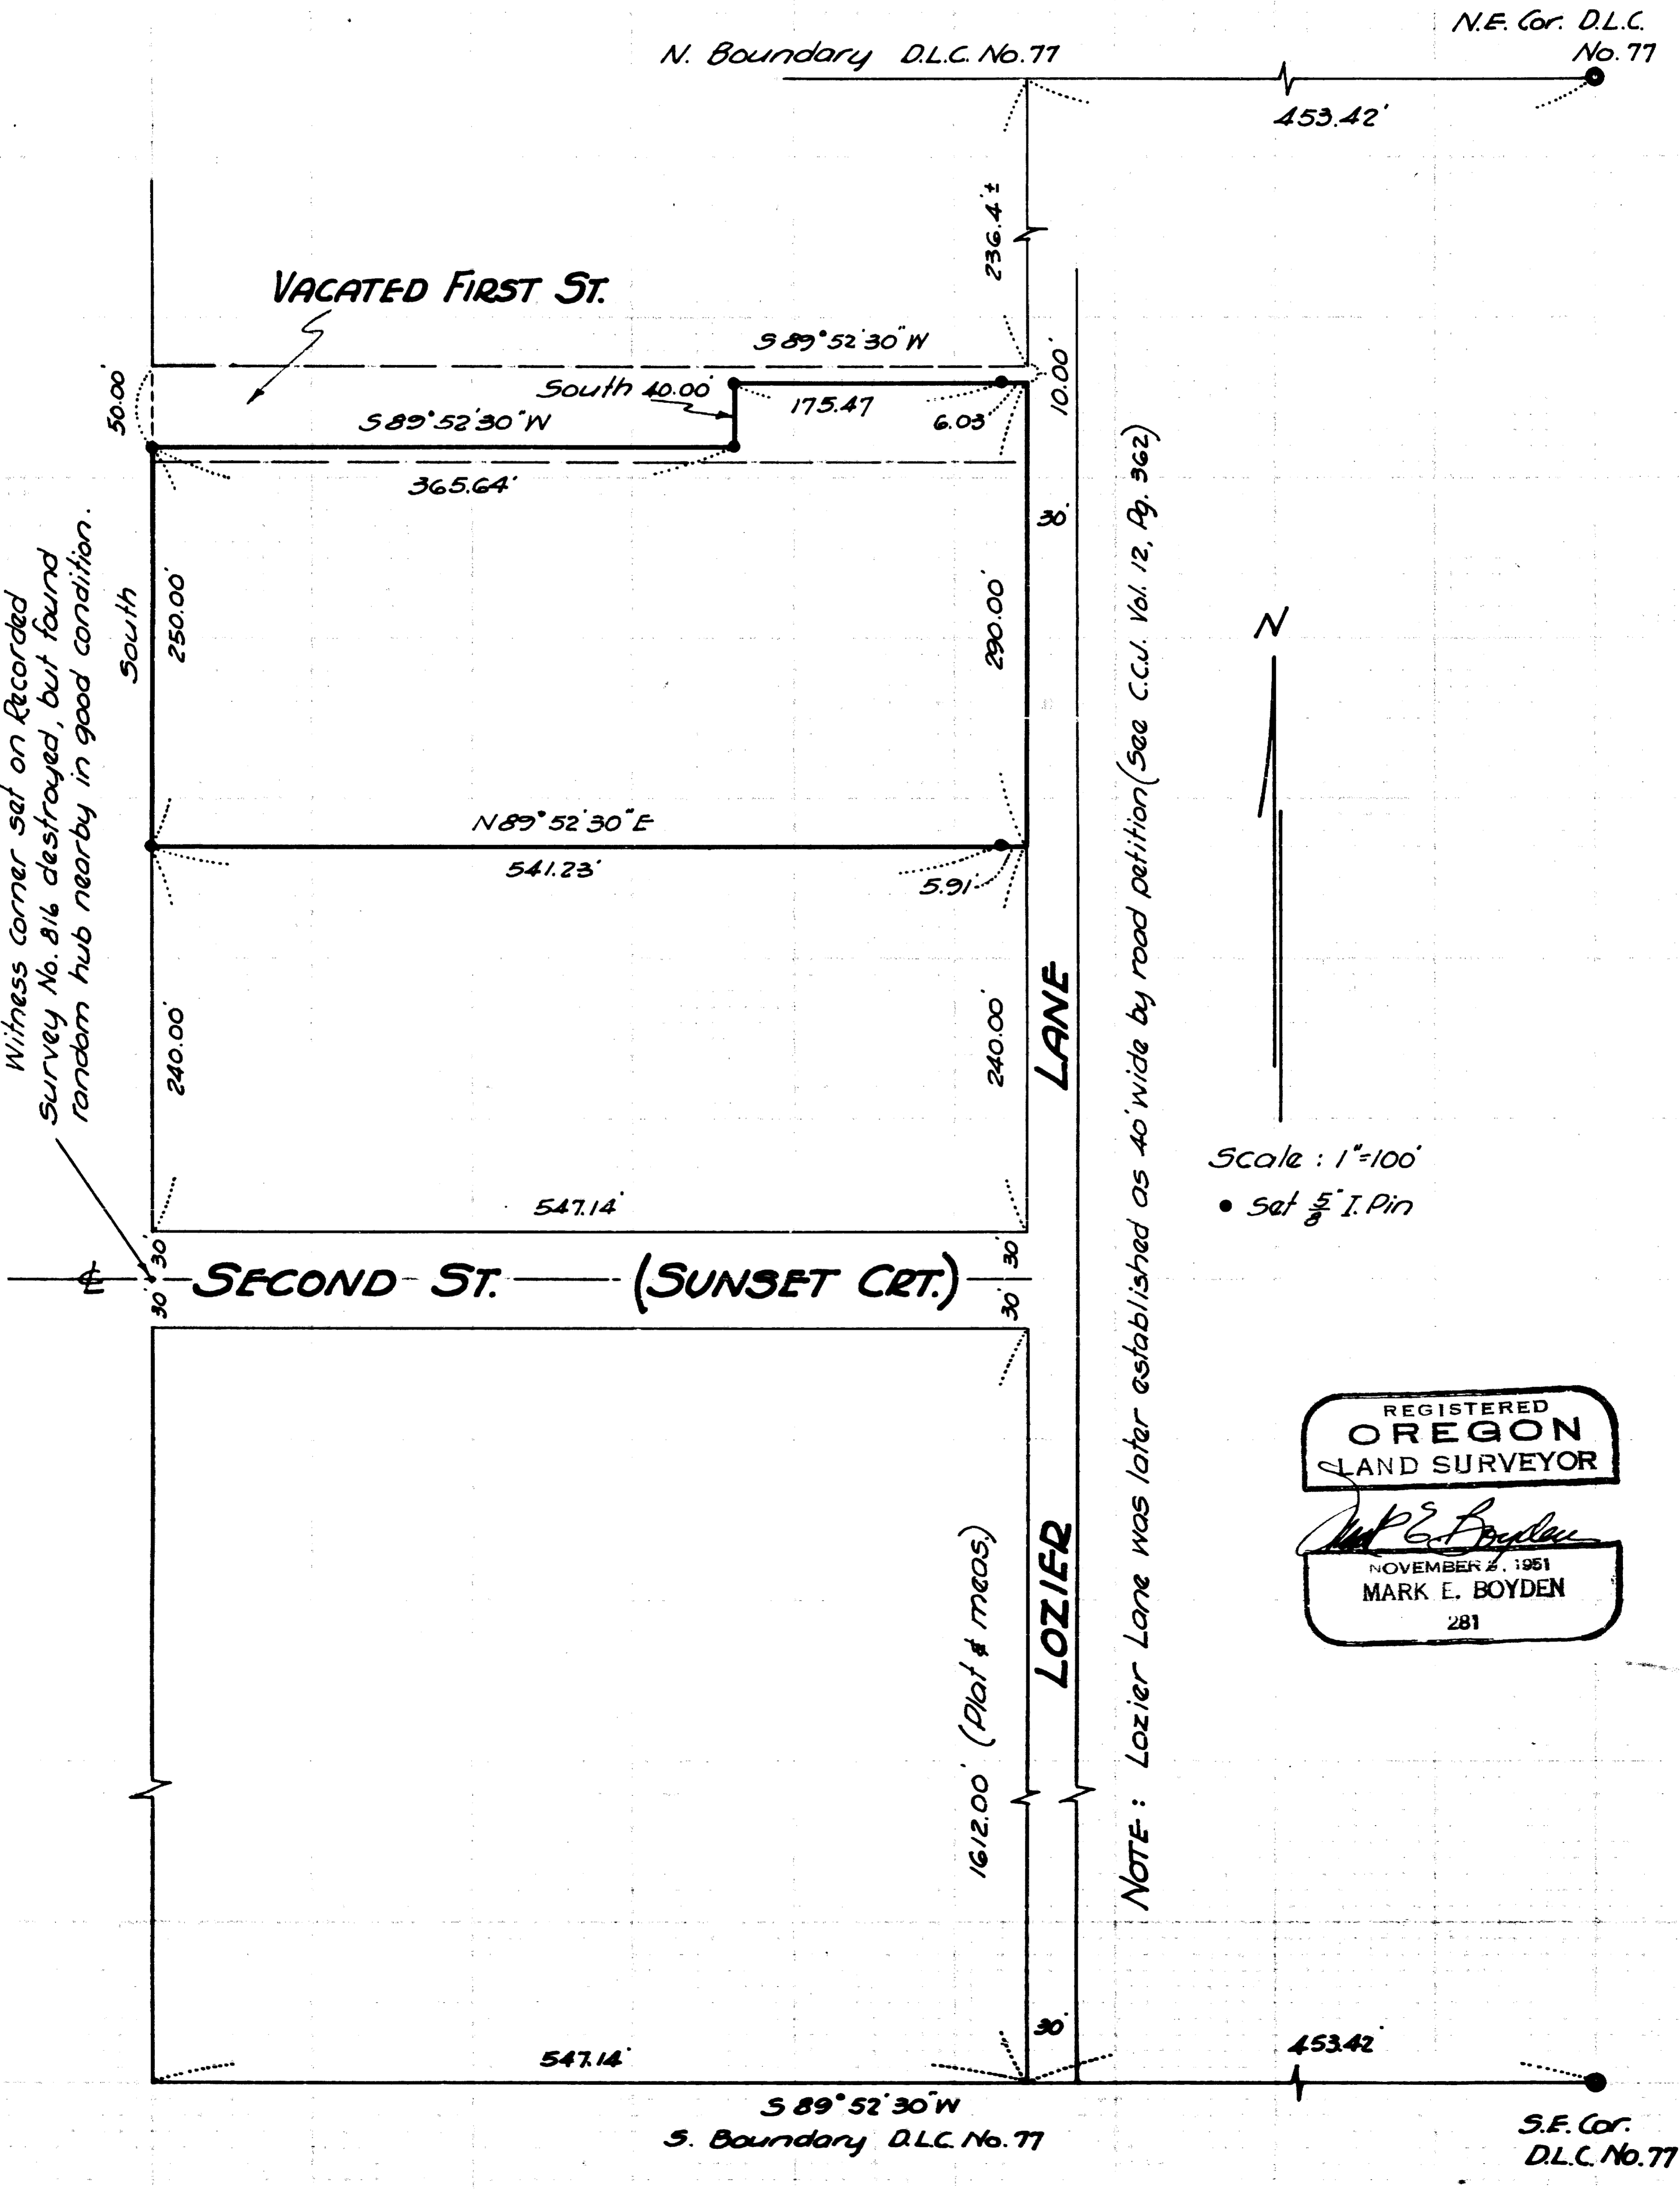 N.E. Cor. D.L.C.
No. 77
N. Boundary D.L.C. No. 77
453.42'
236.4'±
VACATED FIRST ST.
S 89° 52' 30" W
10.00'
50.00'
South 40.00'
175.47
6.03'
S 89° 52' 30" W
365.64'
30'
South
250.00'
290.00'
Witness corner set on Recorded
Survey No. 816 destroyed, but found
random hub nearby in good condition.
N 89° 52' 30" E
541.23'
5.91'
240.00'
240.00'
LANE
N
Scale : 1"=100'
• Set 5/8" I. Pin
547.14'
30'
30'
℄ SECOND ST. (SUNSET CRT.)
30'
30'
NOTE : Lozier Lane was later established as 40' wide by road petition (See C.C.J. Vol. 12, Pg. 362)
REGISTERED
OREGON
LAND SURVEYOR
Mark E Boyden
NOVEMBER 2, 1951
MARK E. BOYDEN
281
LOZIER
1612.00' (Plat & meas.)
30'
547.14'
453.42'
S 89° 52' 30" W
S. Boundary D.L.C. No. 77
S.E. Cor.
D.L.C. No. 77